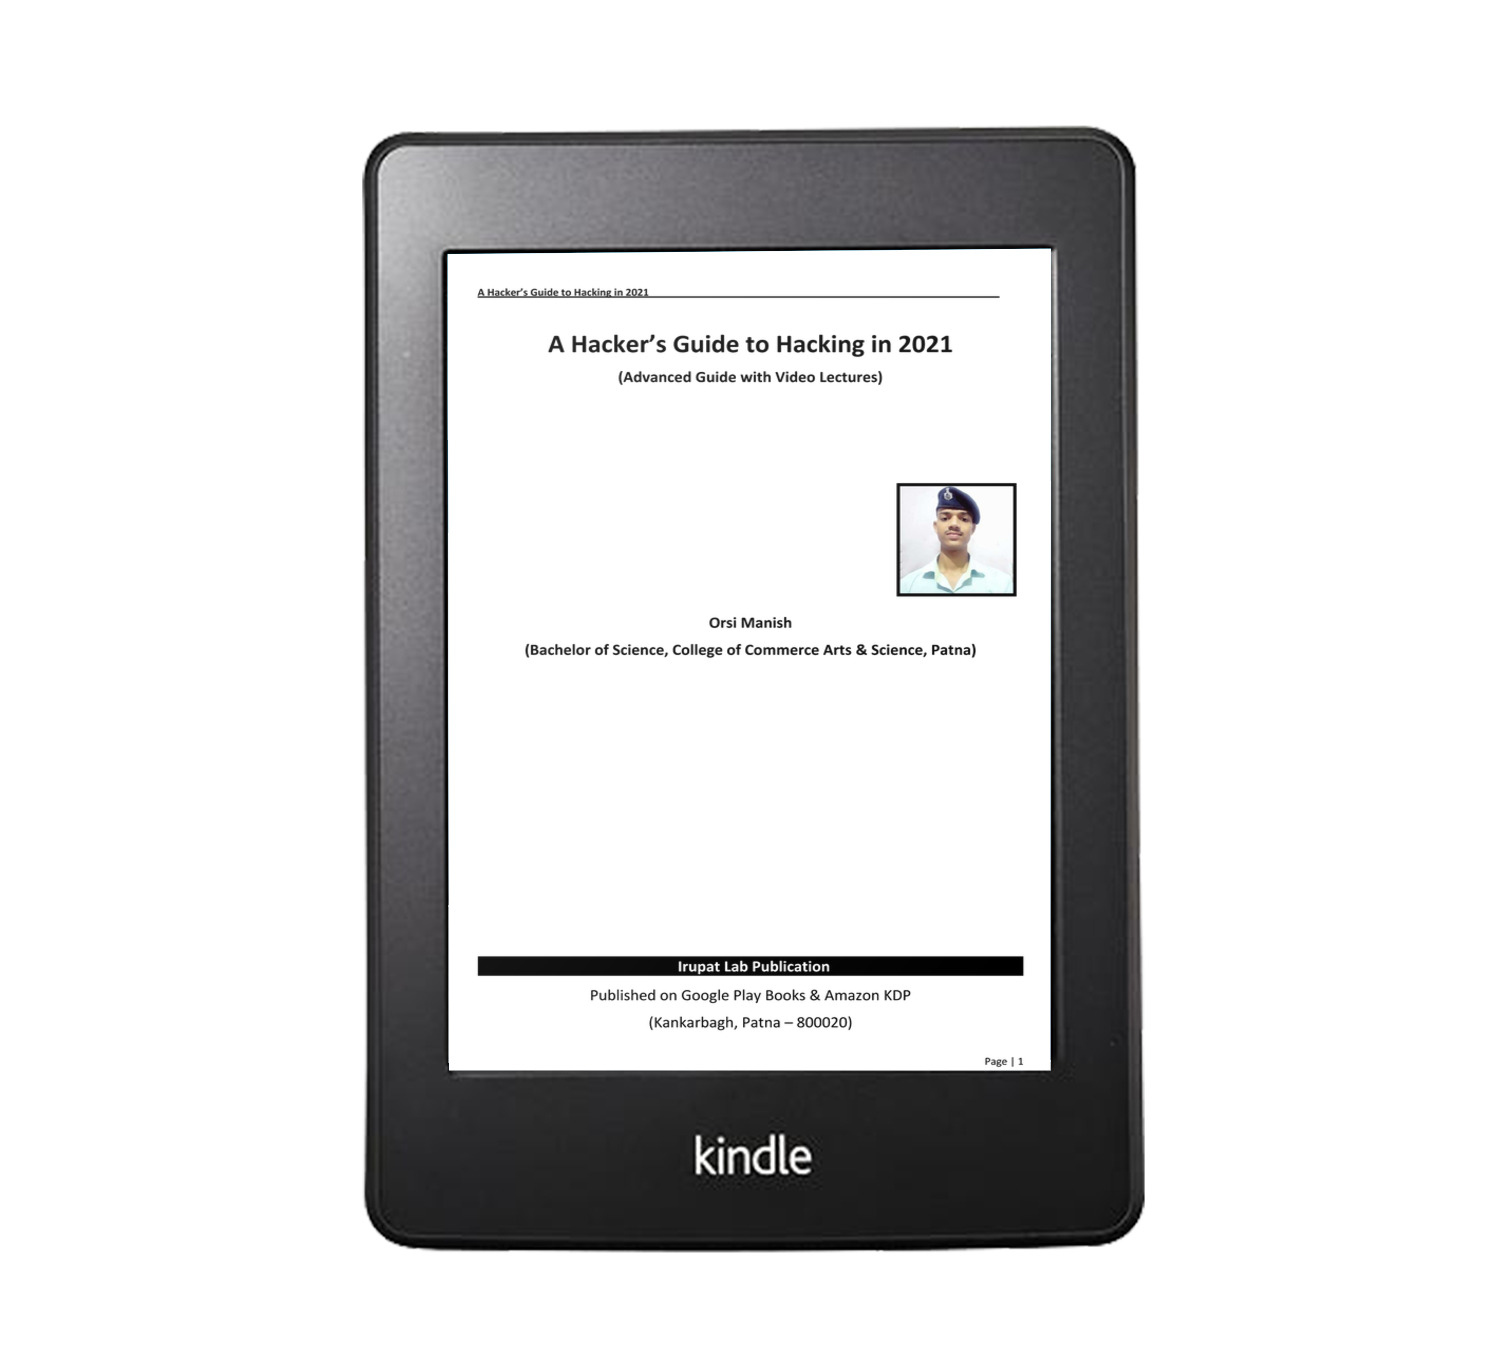 A Hacker’s Guide to Hacking in 2021
A Hacker’s Guide to Hacking in 2021
(Advanced Guide with Video Lectures)
Orsi Manish
(Bachelor of Science, College of Commerce Arts & Science, Patna)
Irupat Lab Publication
Published on Google Play Books & Amazon KDP
(Kankarbagh, Patna – 800020)
Page | 1
kindle